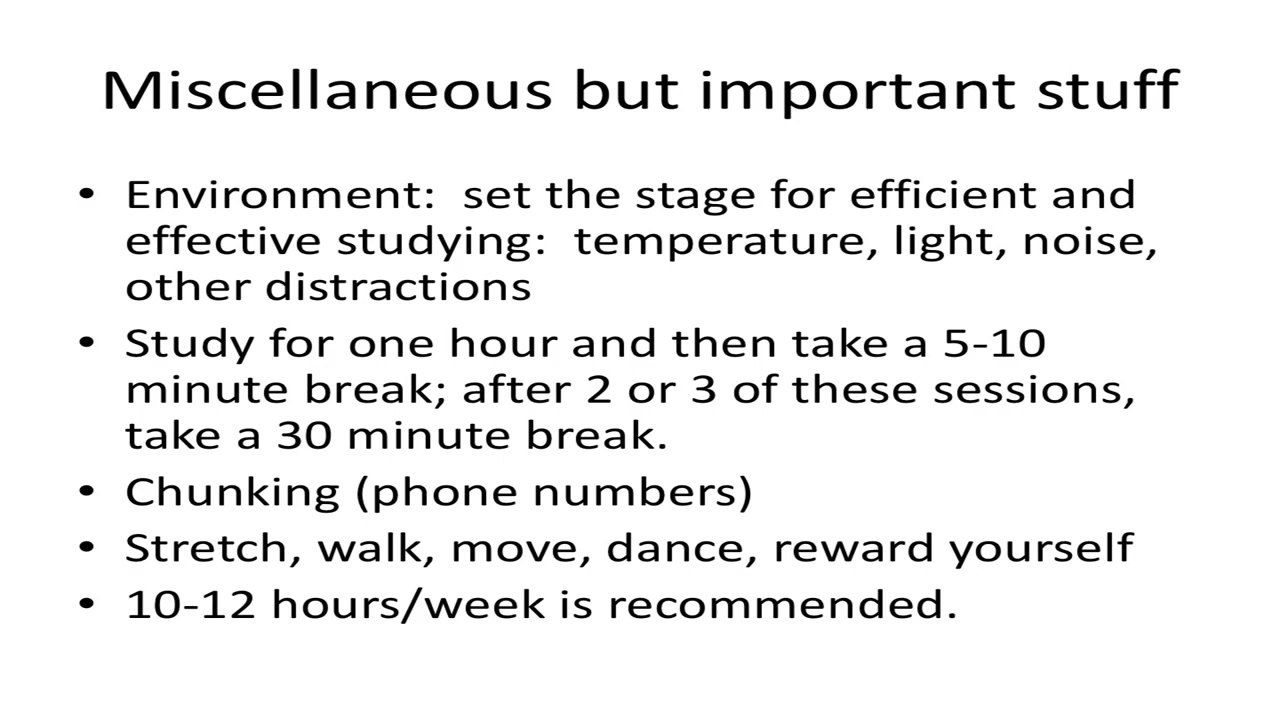 Miscellaneous but important stuff
• Environment:  set the stage for efficient and
effective studying:  temperature, light, noise,
other distractions
• Study for one hour and then take a 5-10
minute break; after 2 or 3 of these sessions,
take a 30 minute break.
• Chunking (phone numbers)
• Stretch, walk, move, dance, reward yourself
• 10-12 hours/week is recommended.